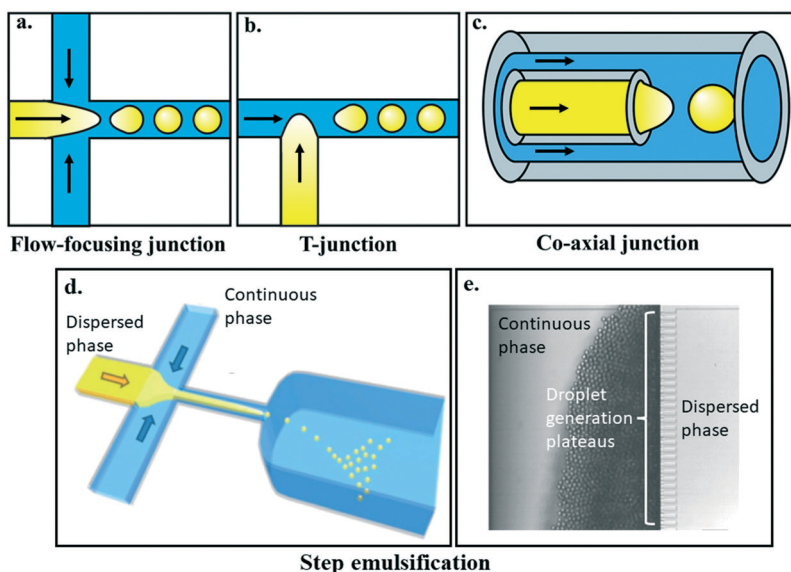 a.
b.
c.
Flow-focusing junction
T-junction
Co-axial junction
d.
Continuous
phase
Dispersed
phase
e.
Continuous
phase
Droplet
generation
plateaus
Dispersed
phase
Step emulsification